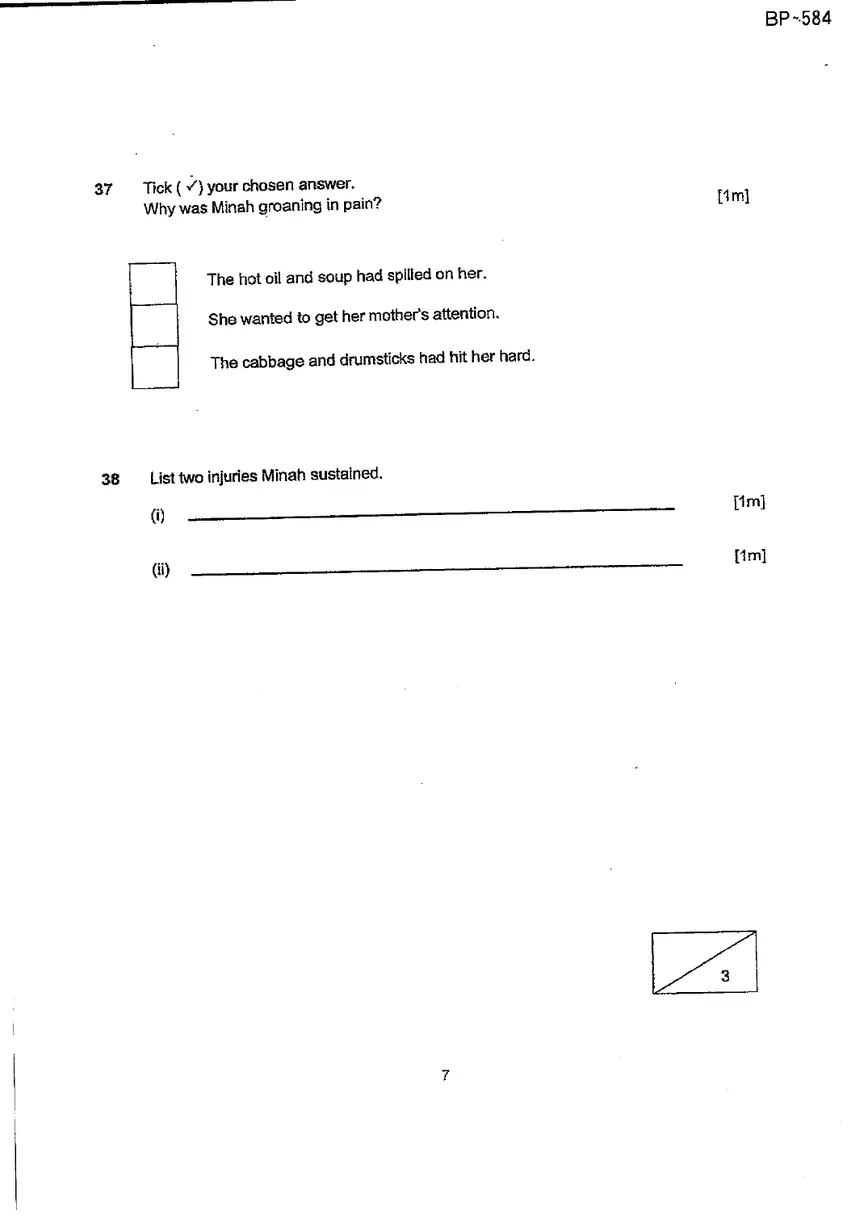 BP~584
37 Tick ( ✓) your chosen answer.
Why was Minah groaning in pain? [1m]
The hot oil and soup had spilled on her.
She wanted to get her mother's attention.
The cabbage and drumsticks had hit her hard.
38 List two injuries Minah sustained.
(i) [1m]
(ii) [1m]
3
7